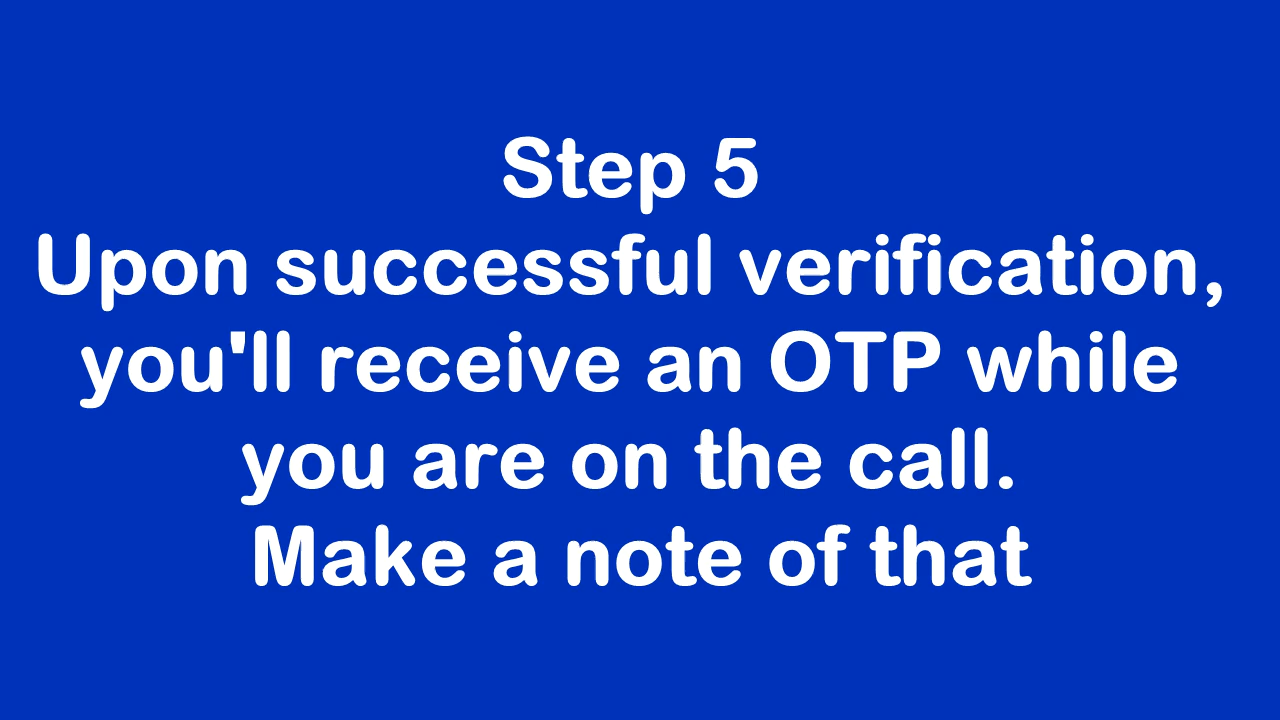 Step 5
Upon successful verification,
you'll receive an OTP while
you are on the call.
Make a note of that